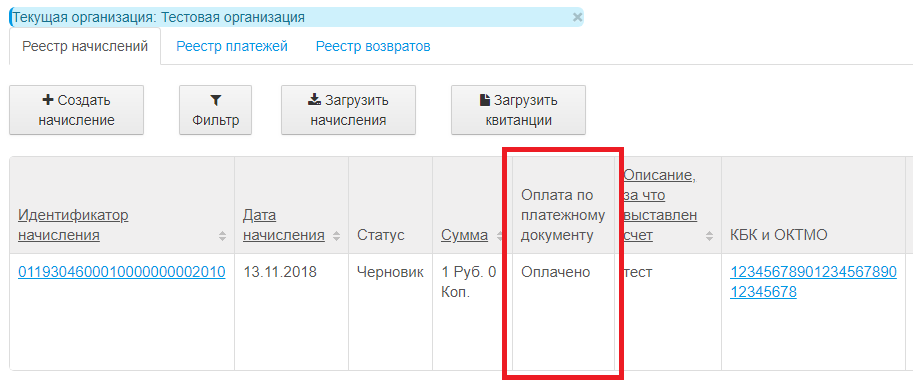 Текущая организация: Тестовая организация
Реестр начислений Реестр платежей Реестр возвратов
Создать
начисление
Фильтр
Загрузить
начисления
Загрузить
квитанции
Идентификатор
начисления
Дата
начисления
Статус
Сумма
Оплата по
платежному
документу
Описание,
за что
выставлен
счет
КБК и ОКТМО
0119304600010000000002010
13.11.2018
Черновик
1 Руб. 0
Коп.
Оплачено
тест
12345678901234567890
12345678